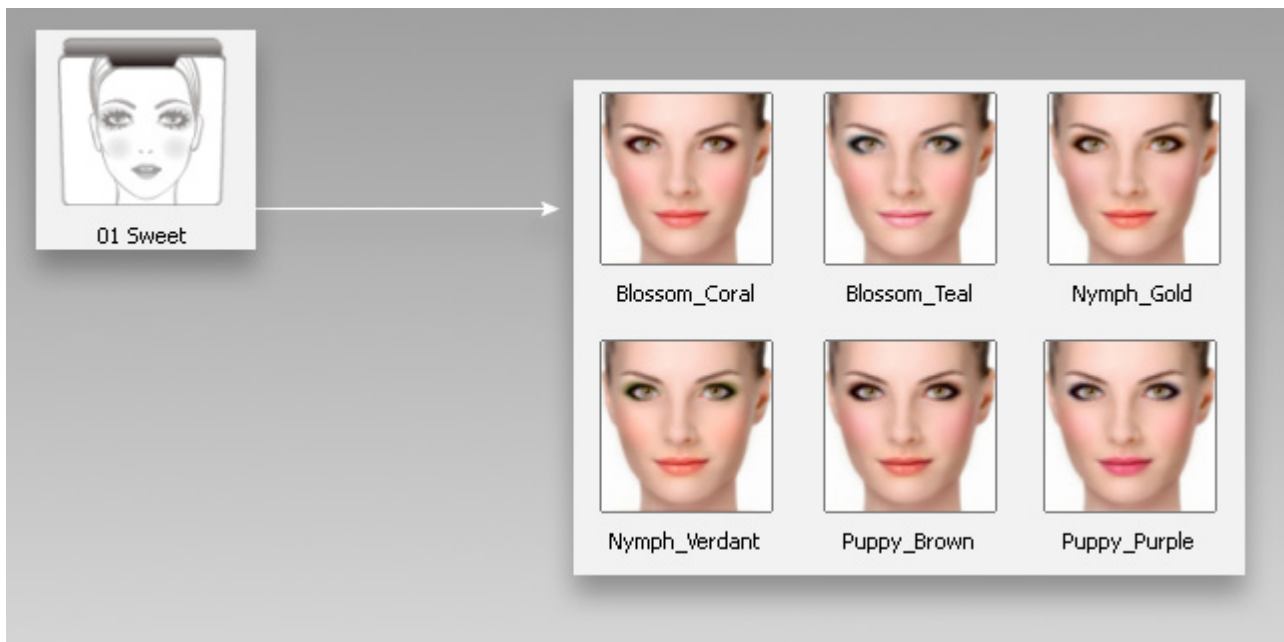 01 Sweet
Blossom_Coral
Blossom_Teal
Nymph_Gold
Nymph_Verdant
Puppy_Brown
Puppy_Purple